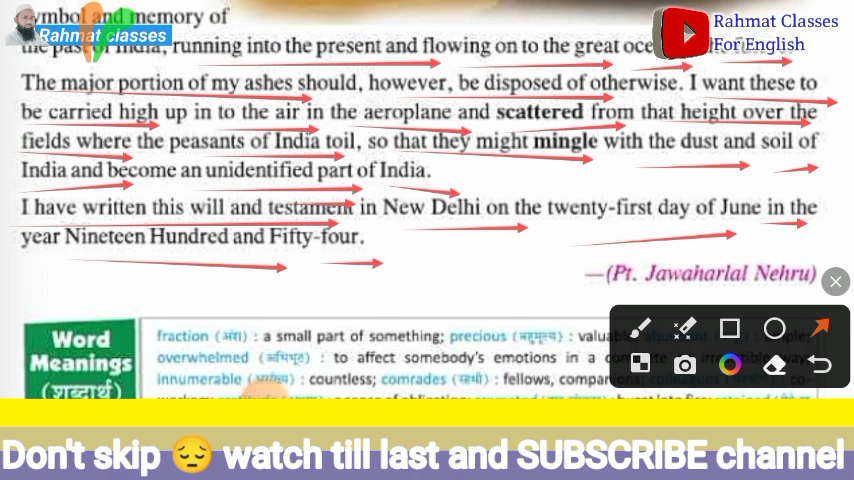 symbol and memory of
Rahmat classes
Rahmat Classes
For English
the past of India, running into the present and flowing on to the great
The major portion of my ashes should, however, be disposed of otherwise. I want these to
be carried high up in to the air in the aeroplane and scattered from that height over the
fields where the peasants of India toil, so that they might mingle with the dust and soil of
India and become an unidentified part of India.
I have written this will and testament in New Delhi on the twenty-first day of June in the
year Nineteen Hundred and Fifty-four.
—(Pt. Jawaharlal Nehru)
Word
Meanings
(शब्दार्थ)
fraction (अंश) : a small part of something; precious (बहुमूल्य) : valuable
overwhelmed (अभिभूत) : to affect somebody's emotions in a
innumerable : countless; comrades (साथी) : fellows, companions
Don't skip 😔 watch till last and SUBSCRIBE channel